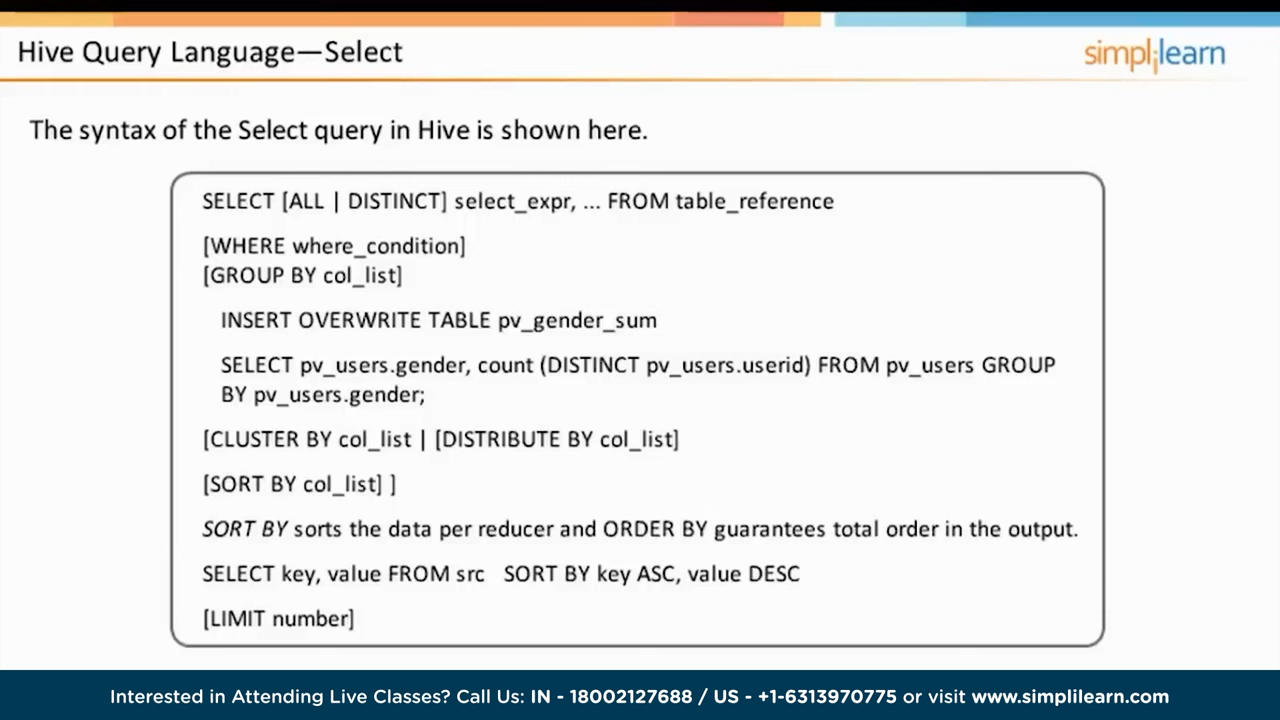 Hive Query Language—Select
simplilearn
The syntax of the Select query in Hive is shown here.
SELECT [ALL | DISTINCT] select_expr, ... FROM table_reference
[WHERE where_condition]
[GROUP BY col_list]
INSERT OVERWRITE TABLE pv_gender_sum
SELECT pv_users.gender, count (DISTINCT pv_users.userid) FROM pv_users GROUP
BY pv_users.gender;
[CLUSTER BY col_list | [DISTRIBUTE BY col_list]
[SORT BY col_list] ]
SORT BY sorts the data per reducer and ORDER BY guarantees total order in the output.
SELECT key, value FROM src SORT BY key ASC, value DESC
[LIMIT number]
Interested in Attending Live Classes? Call Us: IN - 18002127688 / US - +1-6313970775 or visit www.simplilearn.com